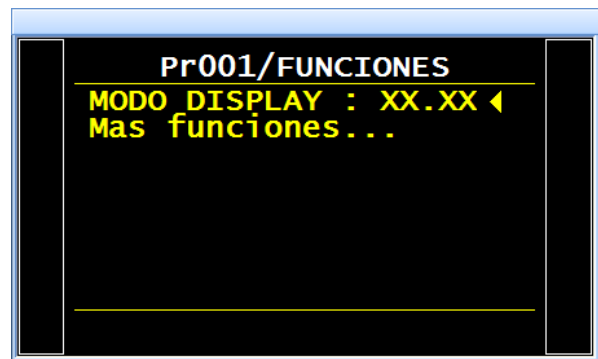 Pr001/FUNCIONES
MODO DISPLAY : XX.XX
Mas funciones...